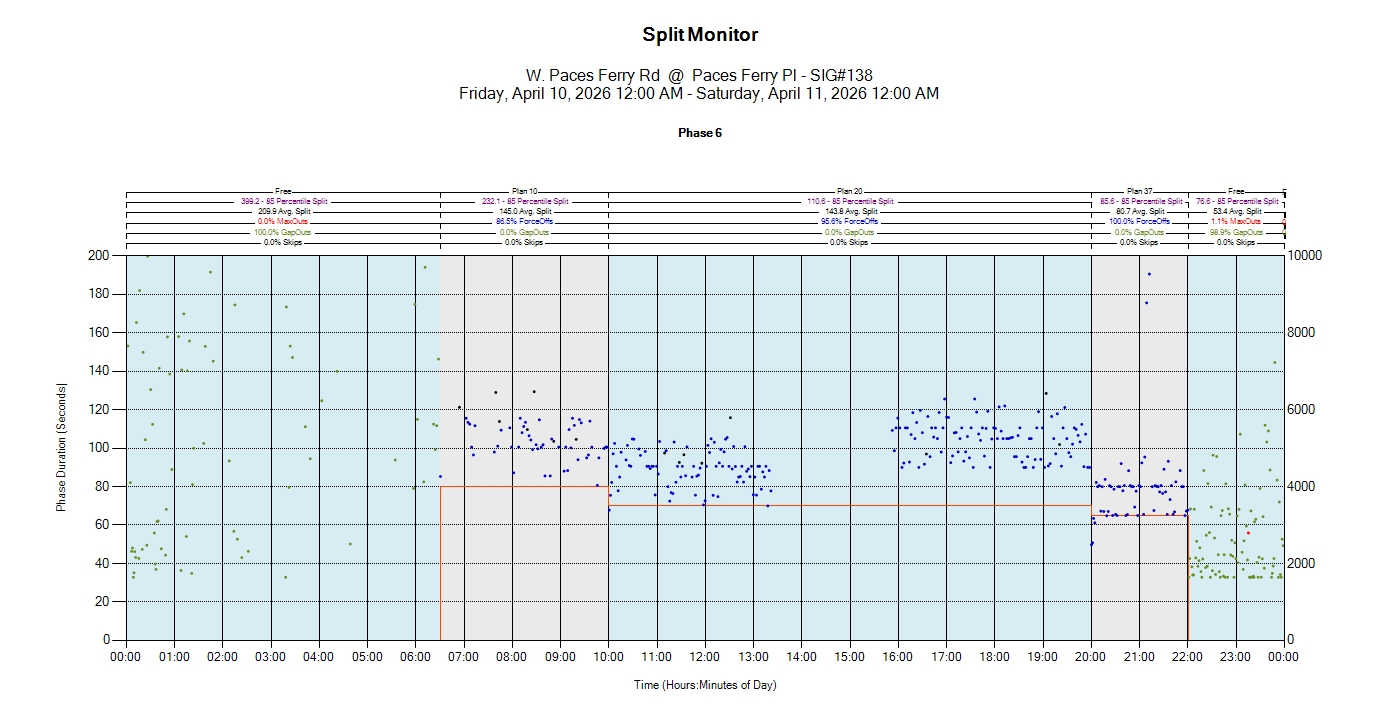 Split Monitor
W. Paces Ferry Rd @ Paces Ferry Pl - SIG#138
Friday, April 10, 2026 12:00 AM - Saturday, April 11, 2026 12:00 AM
Phase 6
Free Plan 10 Plan 20 Plan 37 Free F
399.2 - 85 Percentile Split 232.1 - 85 Percentile Split 110.6 - 85 Percentile Split 85.6 - 85 Percentile Split 76.6 - 85 Percentile Split
209.9 Avg. Split 145.0 Avg. Split 143.8 Avg. Split 80.7 Avg. Split 53.4 Avg. Split
0.0% MaxOuts 86.5% ForceOffs 95.6% ForceOffs 100.0% ForceOffs 1.1% MaxOuts
100.0% GapOuts 0.0% GapOuts 0.0% GapOuts 0.0% GapOuts 98.9% GapOuts
0.0% Skips 0.0% Skips 0.0% Skips 0.0% Skips 0.0% Skips
200 10000
180
160 8000
140
120 6000
100
80 4000
60
40 2000
20
0 0
Phase Duration (Seconds)
00:00 01:00 02:00 03:00 04:00 05:00 06:00 07:00 08:00 09:00 10:00 11:00 12:00 13:00 14:00 15:00 16:00 17:00 18:00 19:00 20:00 21:00 22:00 23:00 00:00
Time (Hours:Minutes of Day)